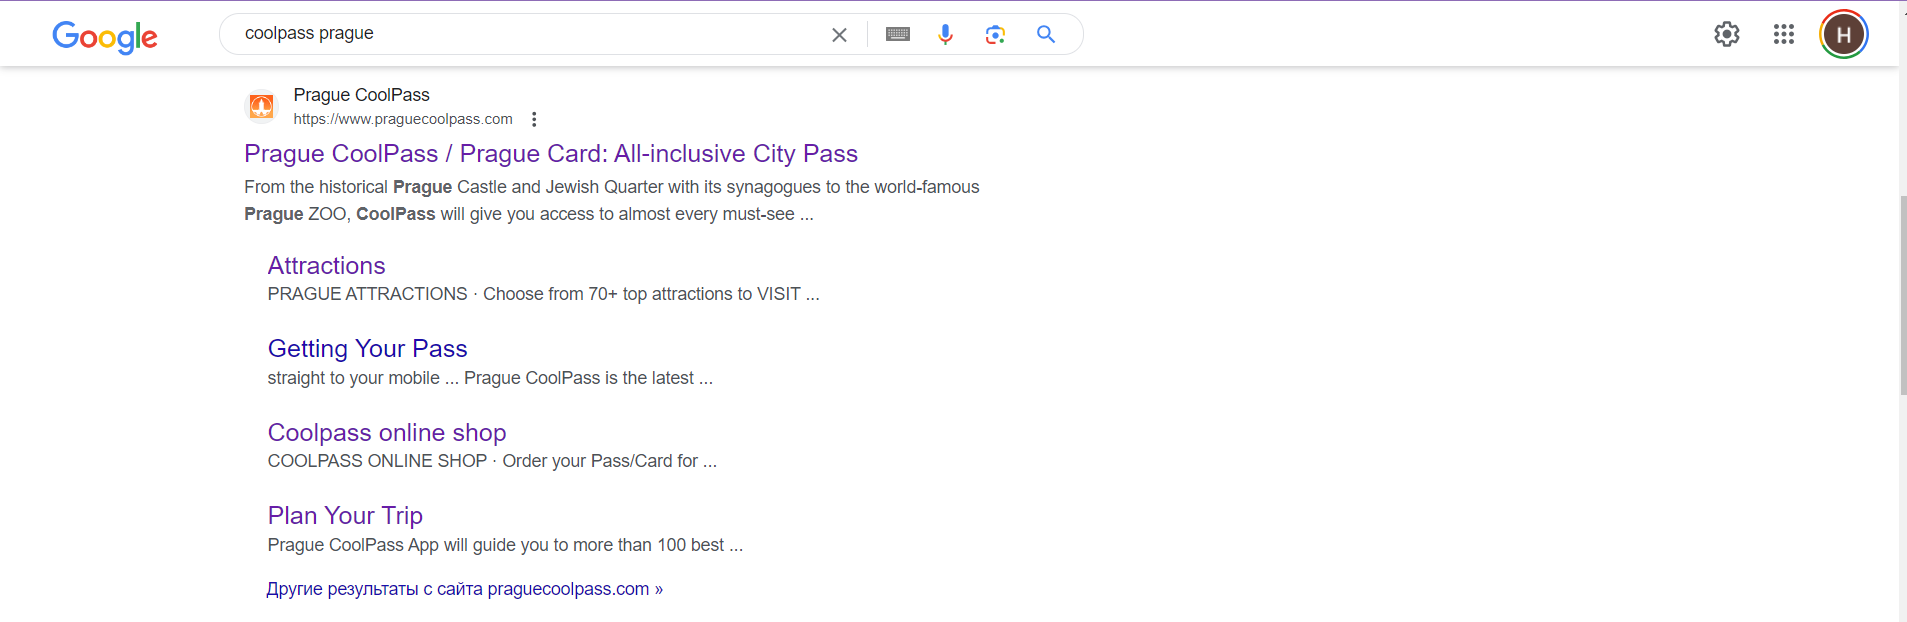 Google
coolpass prague
H
Prague CoolPass
https://www.praguecoolpass.com
Prague CoolPass / Prague Card: All-inclusive City Pass
From the historical Prague Castle and Jewish Quarter with its synagogues to the world-famous
Prague ZOO, CoolPass will give you access to almost every must-see ...
Attractions
PRAGUE ATTRACTIONS · Choose from 70+ top attractions to VISIT ...
Getting Your Pass
straight to your mobile ... Prague CoolPass is the latest ...
Coolpass online shop
COOLPASS ONLINE SHOP · Order your Pass/Card for ...
Plan Your Trip
Prague CoolPass App will guide you to more than 100 best ...
Другие результаты с сайта praguecoolpass.com »